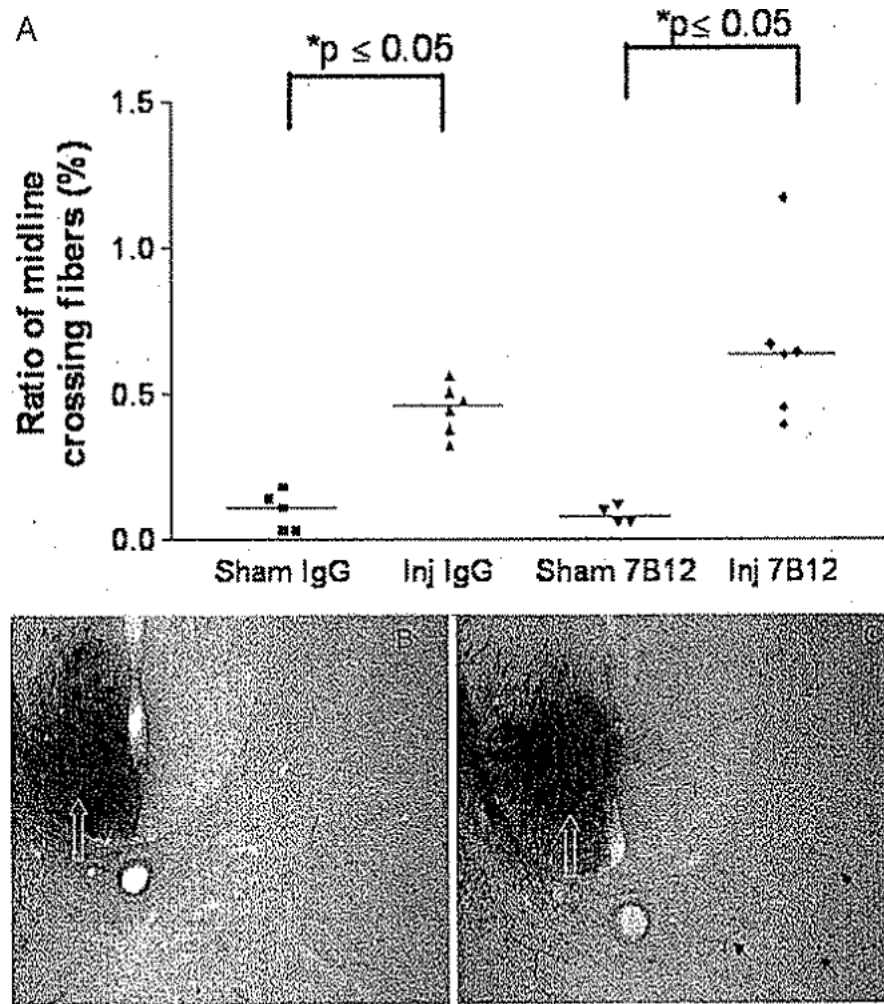 A
*p ≤ 0.05
*p≤ 0.05
Ratio of midline
crossing fibers (%)
1.5
1.0
0.5
0.0
Sham IgG
Inj IgG
Sham 7B12
Inj 7B12
B
C